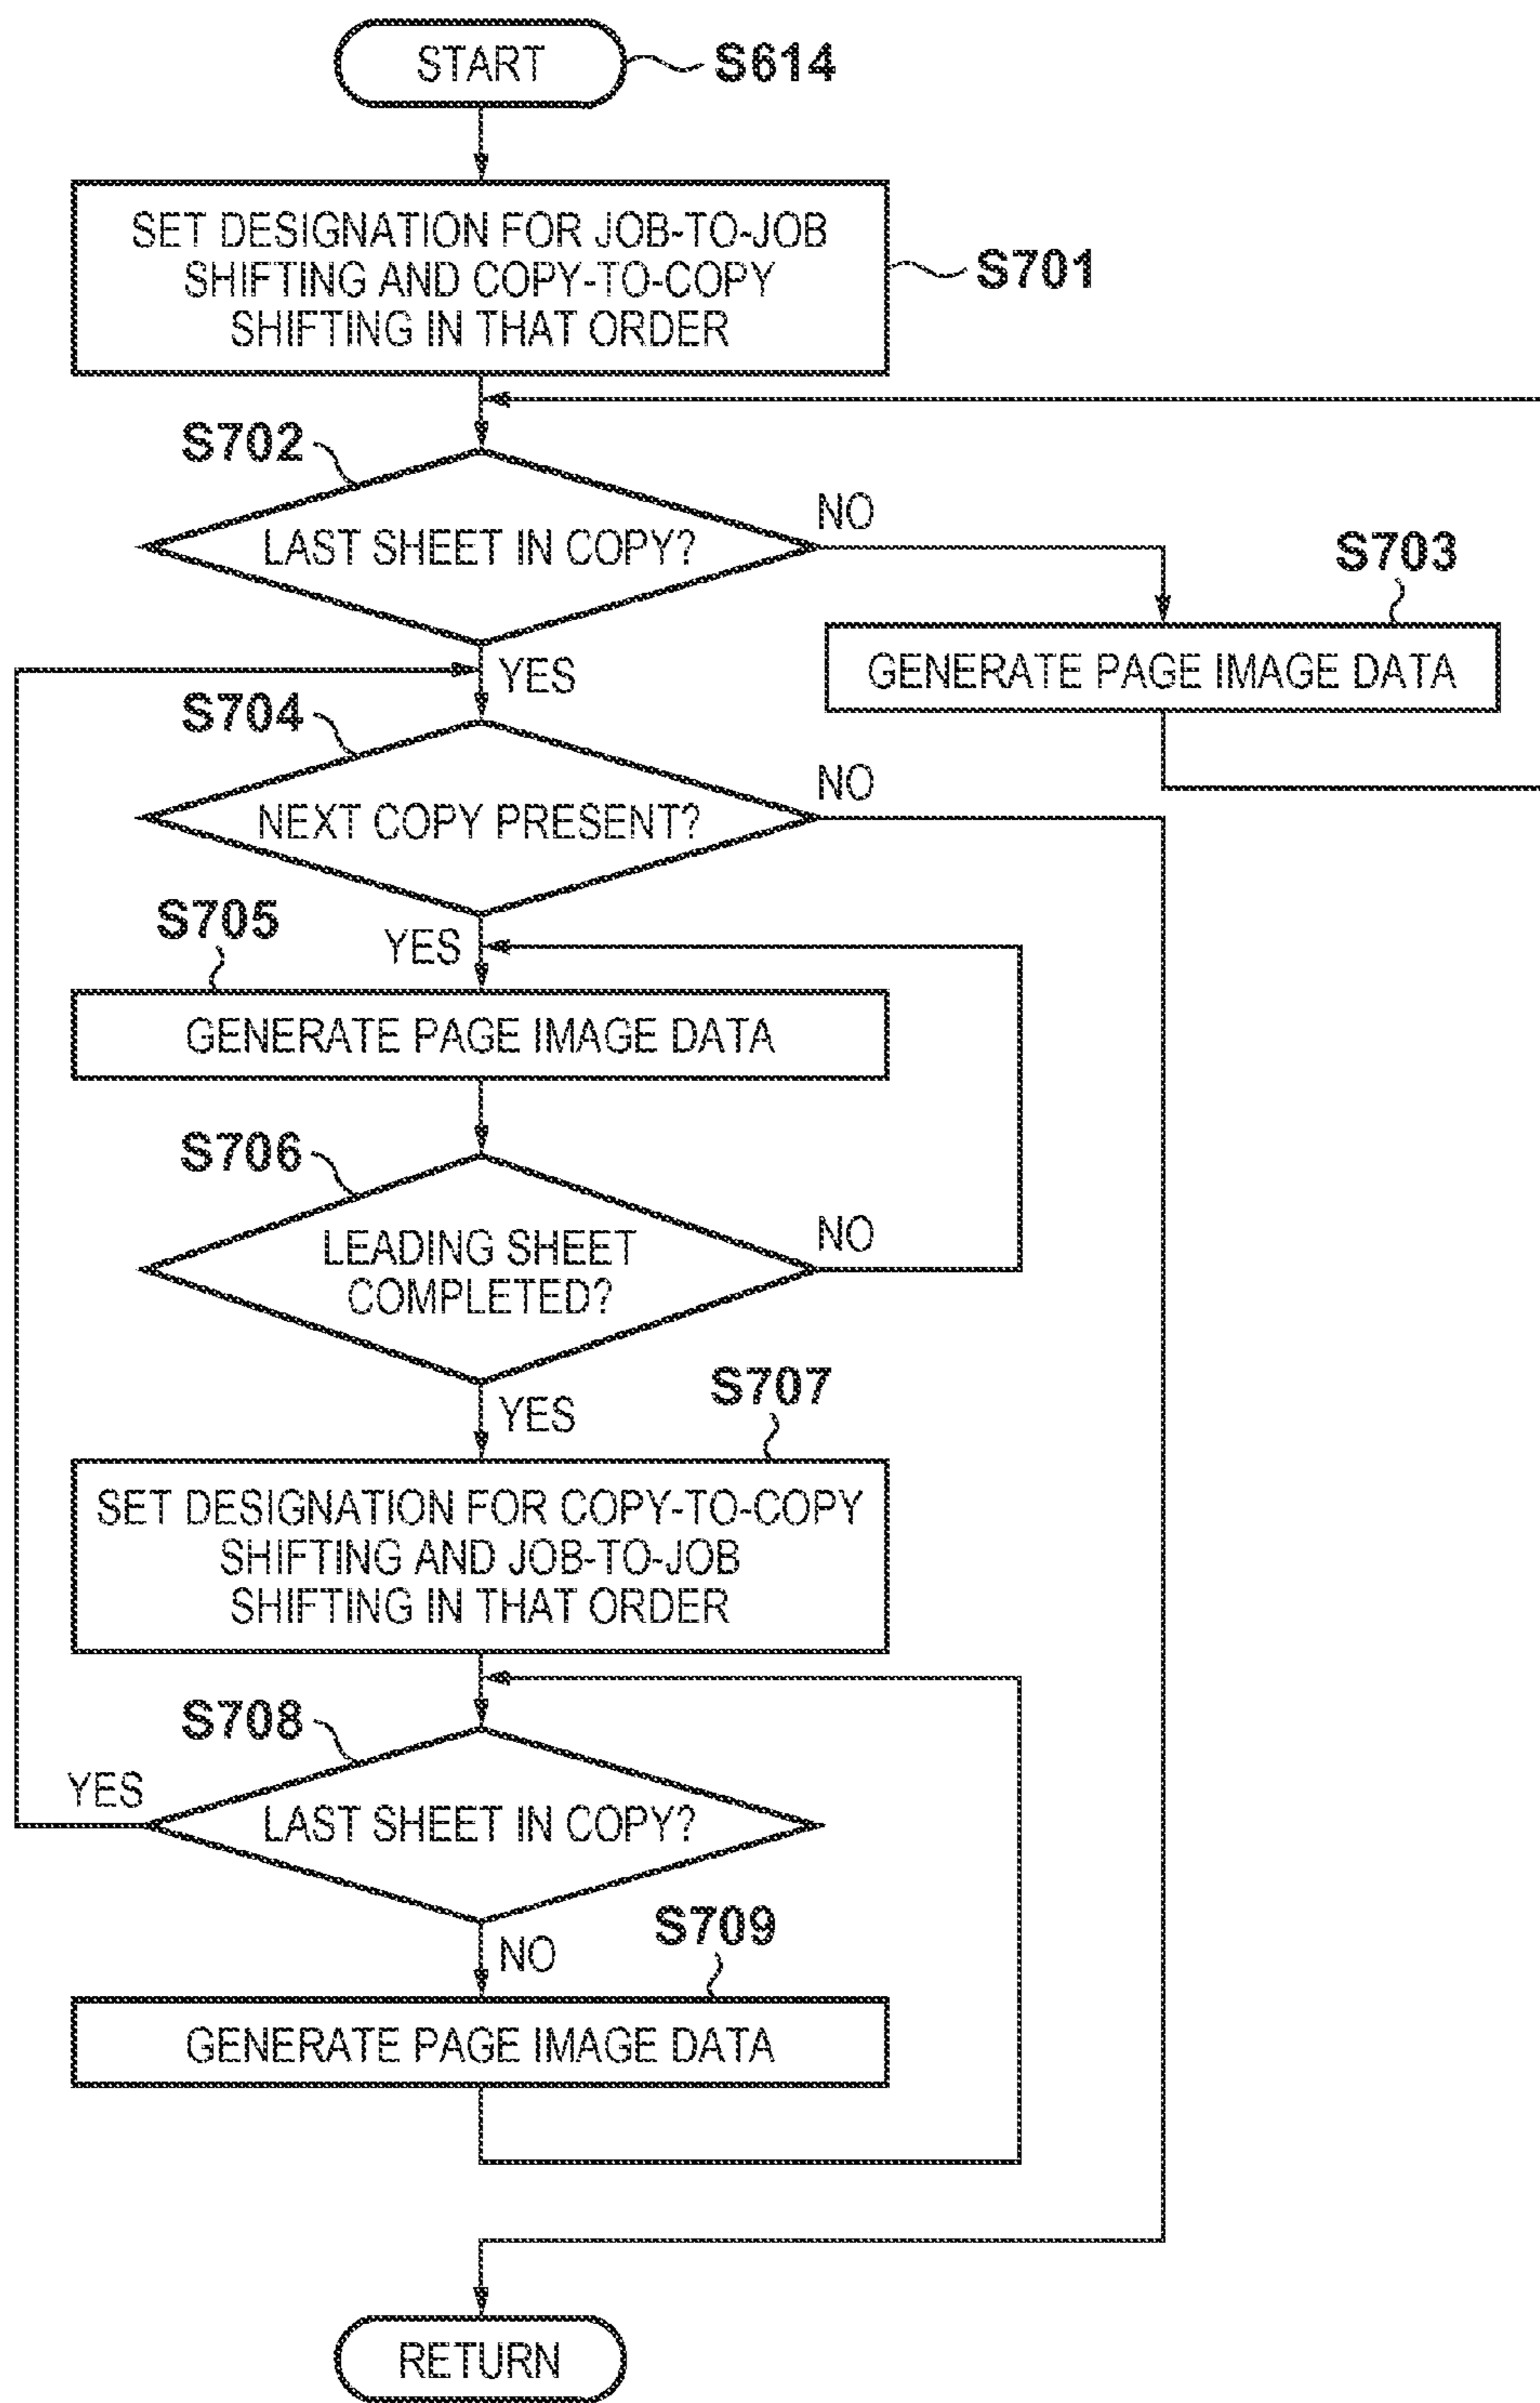 START
S614
SET DESIGNATION FOR JOB-TO-JOB
SHIFTING AND COPY-TO-COPY
SHIFTING IN THAT ORDER
S701
S702
LAST SHEET IN COPY?
NO
YES
S703
GENERATE PAGE IMAGE DATA
S704
NEXT COPY PRESENT?
NO
YES
S705
GENERATE PAGE IMAGE DATA
S706
LEADING SHEET
COMPLETED?
NO
YES
S707
SET DESIGNATION FOR COPY-TO-COPY
SHIFTING AND JOB-TO-JOB
SHIFTING IN THAT ORDER
S708
YES
LAST SHEET IN COPY?
NO
S709
GENERATE PAGE IMAGE DATA
RETURN